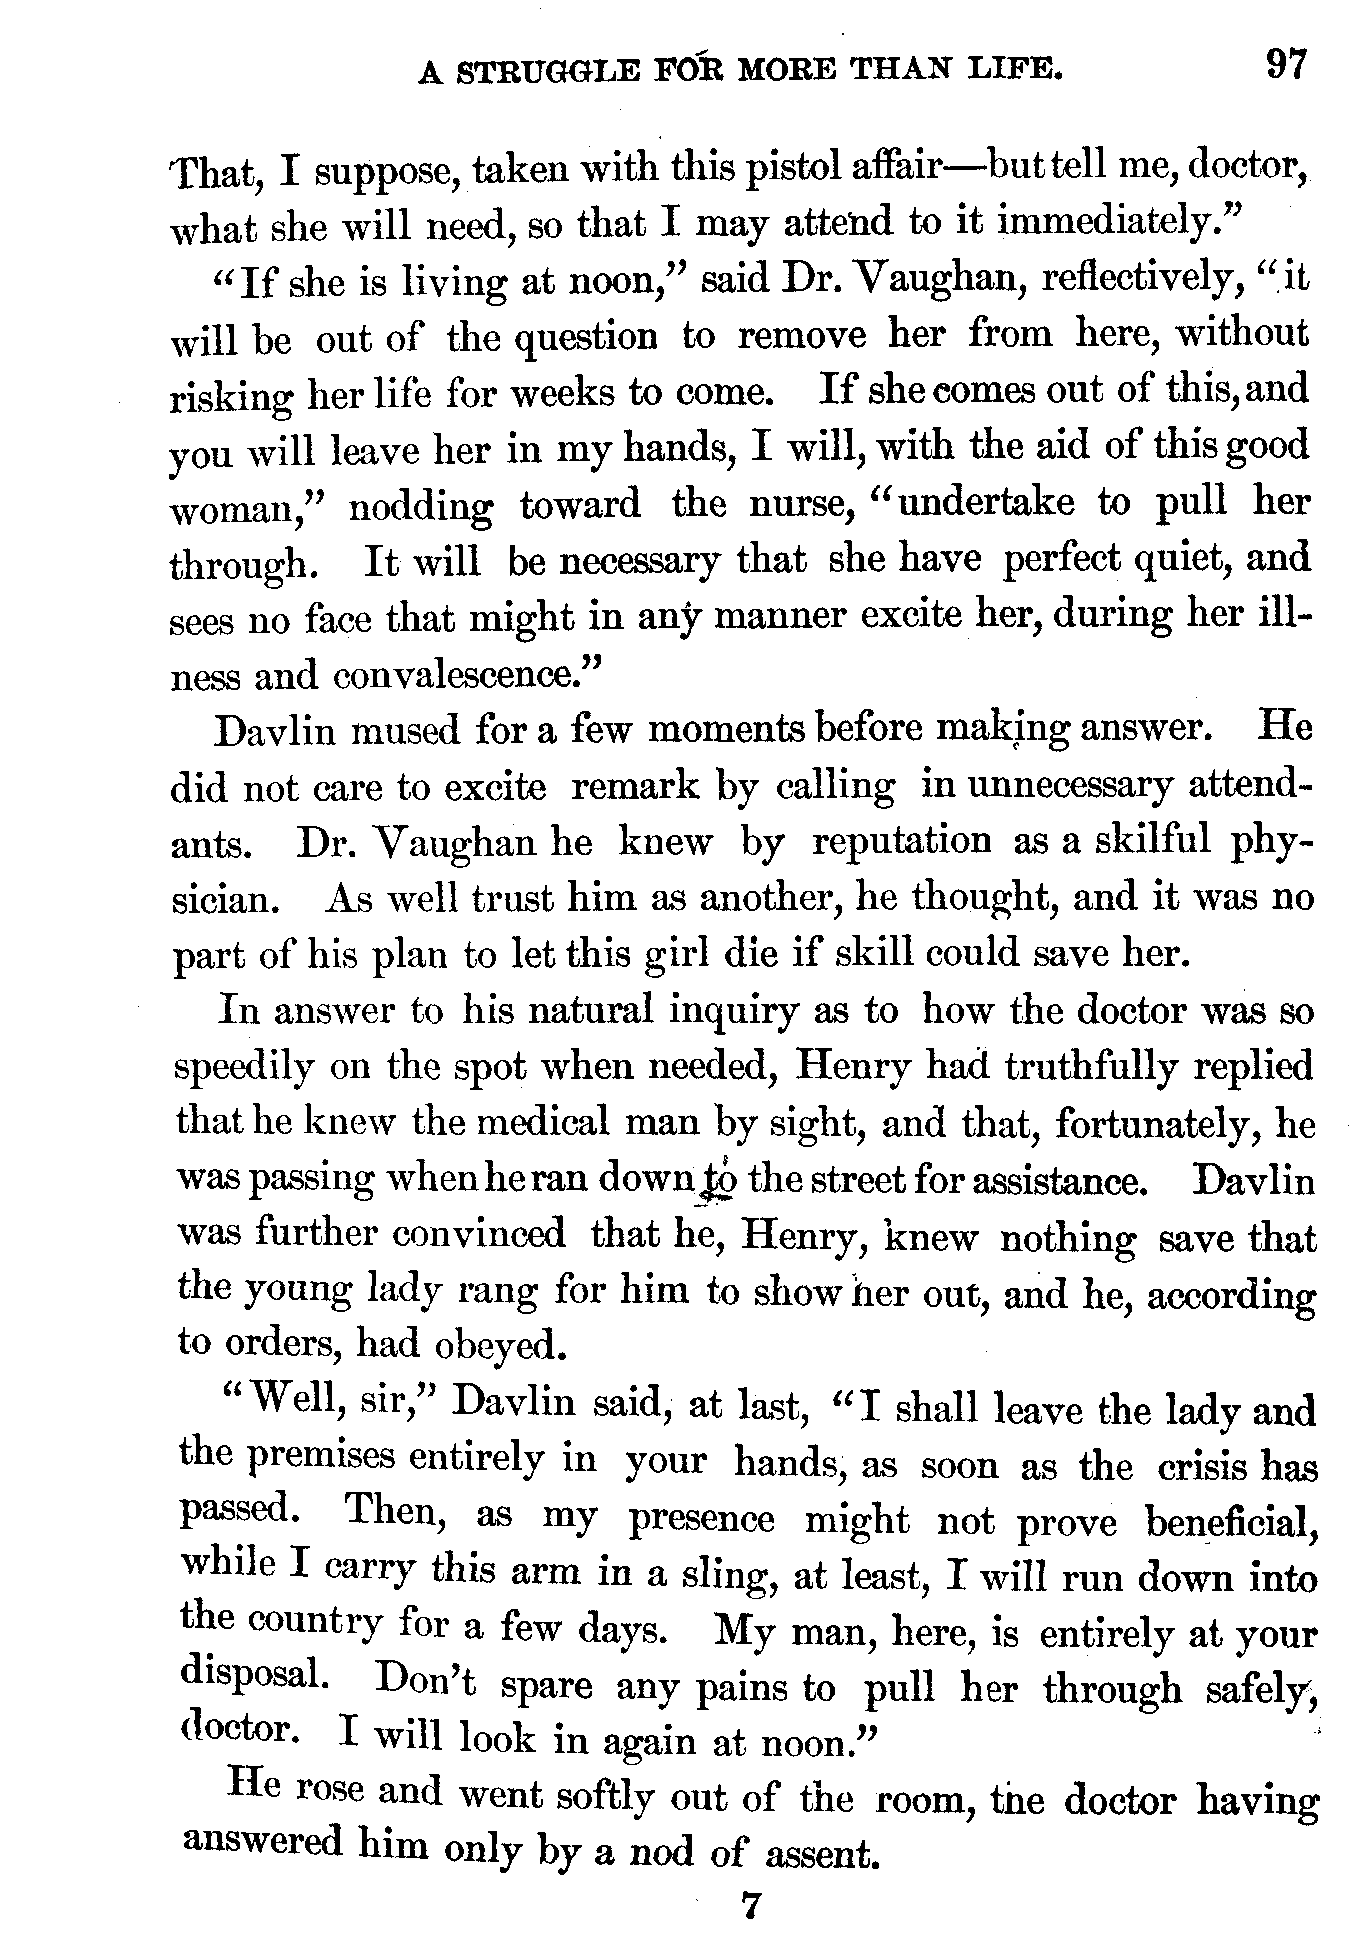 A STRUGGLE FOR MORE THAN LIFE. 97
That, I suppose, taken with this pistol affair—but tell me, doctor,
what she will need, so that I may attend to it immediately."
"If she is living at noon," said Dr. Vaughan, reflectively, "it
will be out of the question to remove her from here, without
risking her life for weeks to come. If she comes out of this, and
you will leave her in my hands, I will, with the aid of this good
woman," nodding toward the nurse, "undertake to pull her
through. It will be necessary that she have perfect quiet, and
sees no face that might in any manner excite her, during her ill-
ness and convalescence."
Davlin mused for a few moments before making answer. He
did not care to excite remark by calling in unnecessary attend-
ants. Dr. Vaughan he knew by reputation as a skilful phy-
sician. As well trust him as another, he thought, and it was no
part of his plan to let this girl die if skill could save her.
In answer to his natural inquiry as to how the doctor was so
speedily on the spot when needed, Henry had truthfully replied
that he knew the medical man by sight, and that, fortunately, he
was passing when he ran down to the street for assistance. Davlin
was further convinced that he, Henry, knew nothing save that
the young lady rang for him to show her out, and he, according
to orders, had obeyed.
"Well, sir," Davlin said, at last, "I shall leave the lady and
the premises entirely in your hands, as soon as the crisis has
passed. Then, as my presence might not prove beneficial,
while I carry this arm in a sling, at least, I will run down into
the country for a few days. My man, here, is entirely at your
disposal. Don't spare any pains to pull her through safely,
doctor. I will look in again at noon."
He rose and went softly out of the room, the doctor having
answered him only by a nod of assent.
7